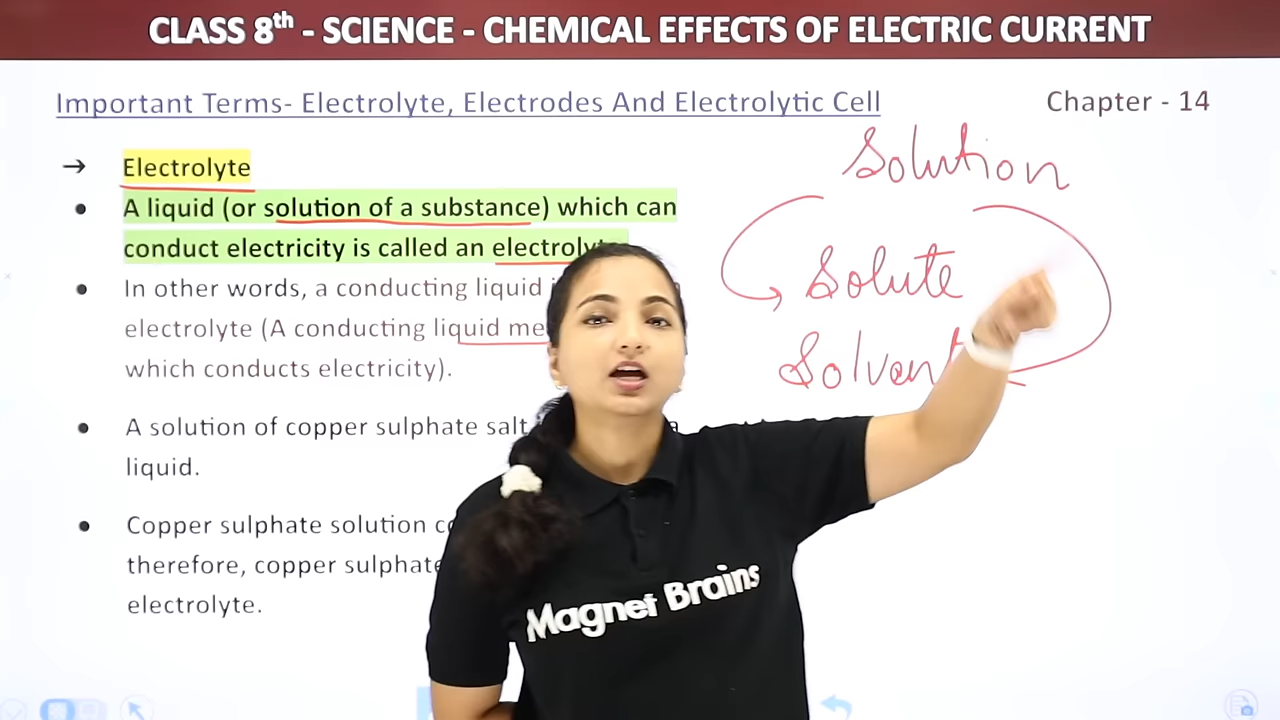 CLASS 8th - SCIENCE - CHEMICAL EFFECTS OF ELECTRIC CURRENT
Important Terms- Electrolyte, Electrodes And Electrolytic Cell
Chapter - 14
→ Electrolyte
• A liquid (or solution of a substance) which can
conduct electricity is called an
• In other words, a conducting liquid
electrolyte (A conducting liquid
which conducts electricity).
• A solution of copper sulphate salt
liquid.
• Copper sulphate solution
therefore, copper
electrolyte.
Solution
Solute
Solvent
Magnet Brains